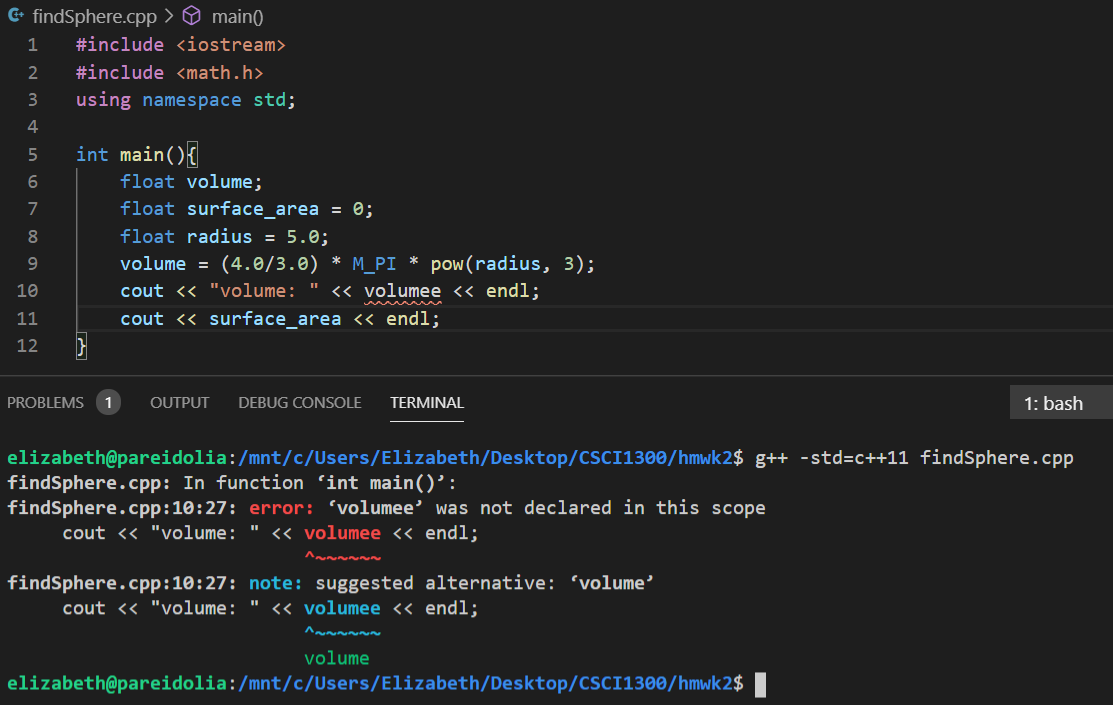 findSphere.cpp > main()
1 #include <iostream>
2 #include <math.h>
3 using namespace std;
4
5 int main(){
6     float volume;
7     float surface_area = 0;
8     float radius = 5.0;
9     volume = (4.0/3.0) * M_PI * pow(radius, 3);
10     cout << "volume: " << volumee << endl;
11     cout << surface_area << endl;
12 }
PROBLEMS 1 OUTPUT DEBUG CONSOLE TERMINAL 1: bash
elizabeth@pareidolia:/mnt/c/Users/Elizabeth/Desktop/CSCI1300/hmwk2$ g++ -std=c++11 findSphere.cpp
findSphere.cpp: In function ‘int main()’:
findSphere.cpp:10:27: error: ‘volumee’ was not declared in this scope
     cout << "volume: " << volumee << endl;
                           ^~~~~~~
findSphere.cpp:10:27: note: suggested alternative: ‘volume’
     cout << "volume: " << volumee << endl;
                           ^~~~~~~
                           volume
elizabeth@pareidolia:/mnt/c/Users/Elizabeth/Desktop/CSCI1300/hmwk2$